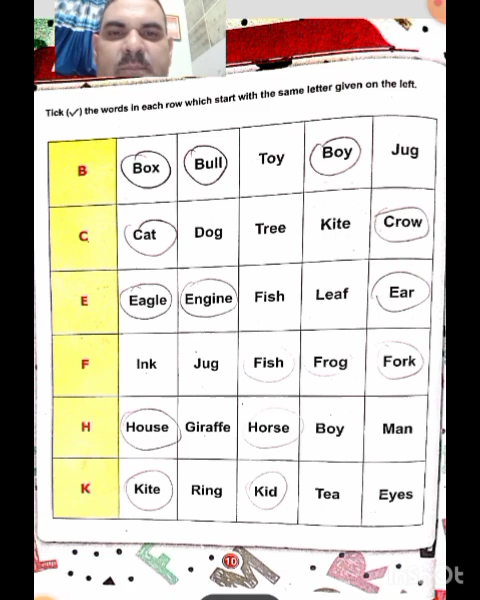 Tick (✓) the words in each row which start with the same letter given on the left.
B Box Bull Toy Boy Jug
C Cat Dog Tree Kite Crow
E Eagle Engine Fish Leaf Ear
F Ink Jug Fish Frog Fork
H House Giraffe Horse Boy Man
K Kite Ring Kid Tea Eyes
10